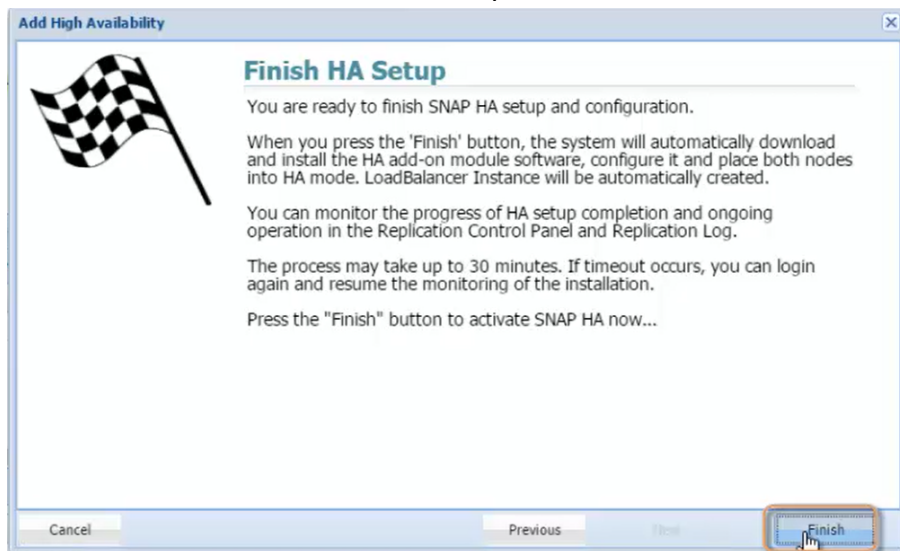 Add High Availability
Finish HA Setup
You are ready to finish SNAP HA setup and configuration.
When you press the 'Finish' button, the system will automatically download
and install the HA add-on module software, configure it and place both nodes
into HA mode. LoadBalancer Instance will be automatically created.
You can monitor the progress of HA setup completion and ongoing
operation in the Replication Control Panel and Replication Log.
The process may take up to 30 minutes. If timeout occurs, you can login
again and resume the monitoring of the installation.
Press the "Finish" button to activate SNAP HA now...
Cancel
Previous
Next
Finish